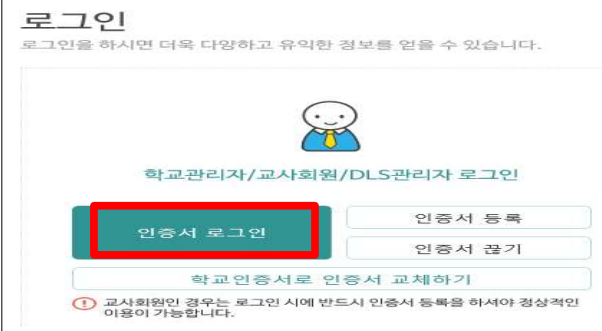 로그인
로그인을 하시면 더욱 다양하고 유익한 정보를 얻을 수 있습니다.
학교관리자/교사회원/DLS관리자 로그인
인증서 로그인
인증서 등록
인증서 끊기
학교인증서로 인증서 교체하기
교사회원인 경우는 로그인 시에 반드시 인증서 등록을 하셔야 정상적인
이용이 가능합니다.